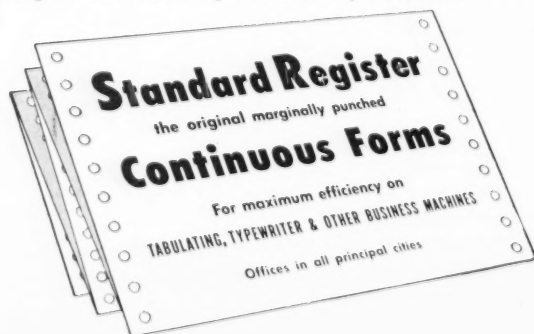 Standard Register
the original marginally punched
Continuous Forms
For maximum efficiency on
TABULATING, TYPEWRITER & OTHER BUSINESS MACHINES
Offices in all principal cities